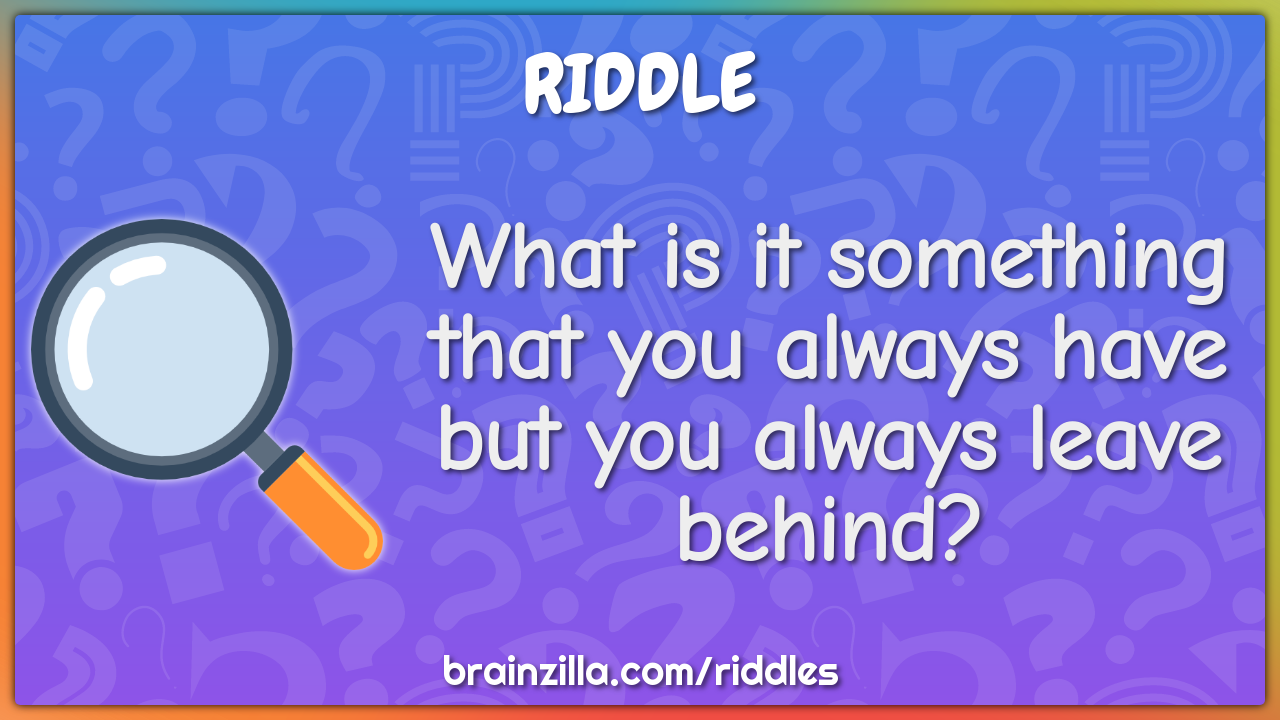 RIDDLE
What is it something
that you always have
but you always leave
behind?
brainzilla.com/riddles